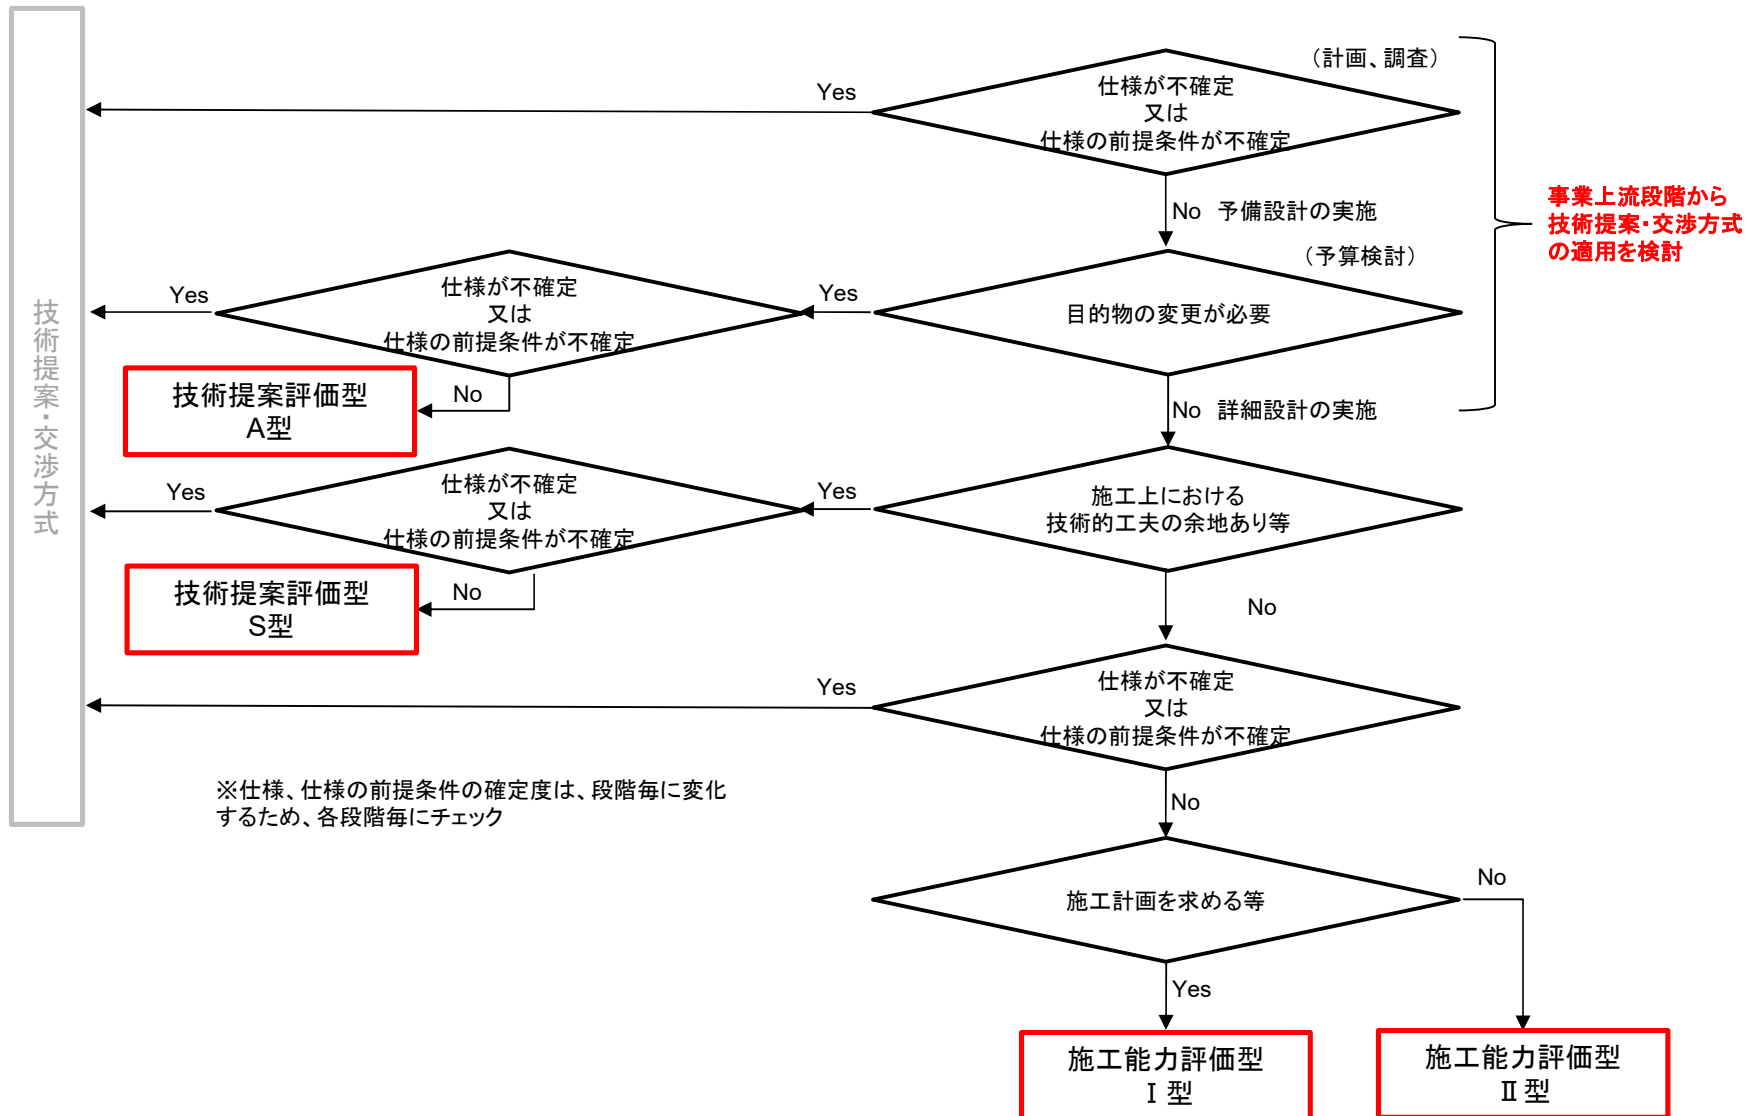 技術提案・交渉方式
（計画、調査）
仕様が不確定
又は
仕様の前提条件が不確定
Yes
No 予備設計の実施
事業上流段階から
技術提案・交渉方式
の適用を検討
（予算検討）
目的物の変更が必要
Yes
仕様が不確定
又は
仕様の前提条件が不確定
Yes
No
技術提案評価型
A型
No 詳細設計の実施
施工上における
技術的工夫の余地あり等
Yes
仕様が不確定
又は
仕様の前提条件が不確定
Yes
No
技術提案評価型
S型
No
仕様が不確定
又は
仕様の前提条件が不確定
Yes
※仕様、仕様の前提条件の確定度は、段階毎に変化
するため、各段階毎にチェック
No
施工計画を求める等
No
Yes
施工能力評価型
Ⅰ型
施工能力評価型
Ⅱ型